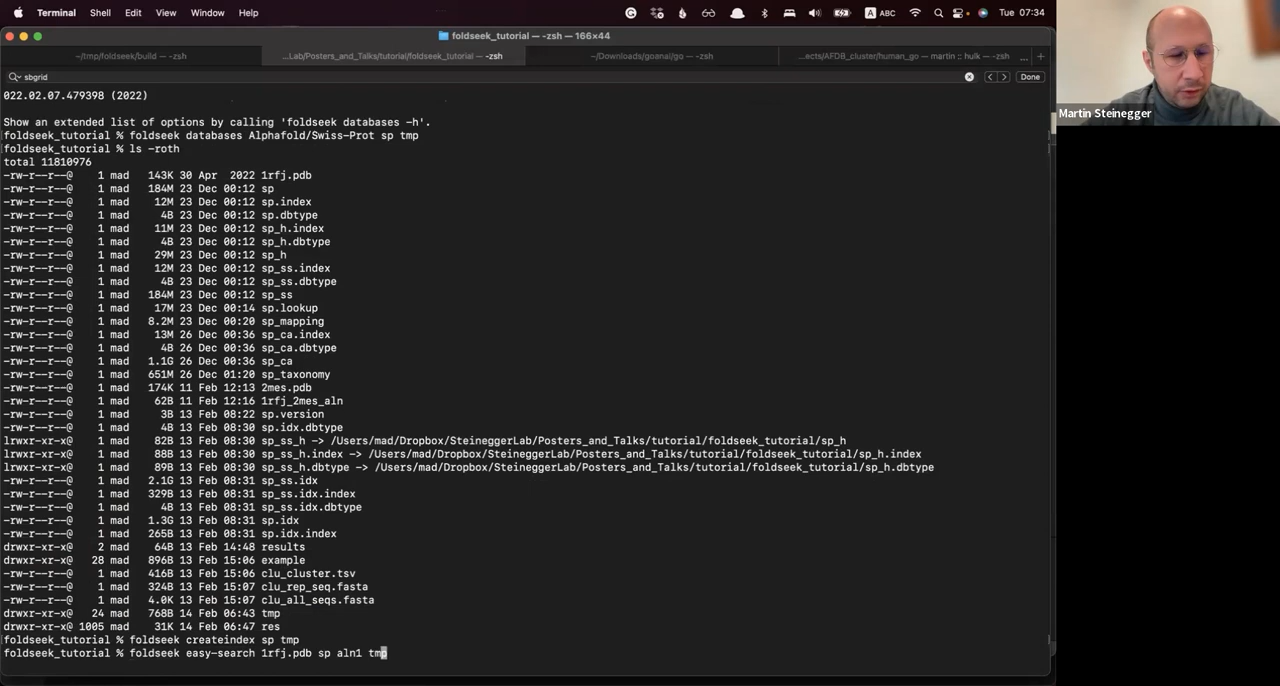 Terminal Shell Edit View Window Help
A ABC
Tue 07:34
foldseek_tutorial — -zsh — 166×44
~/tmp/foldseek/build — -zsh
...Lab/Posters_and_Talks/tutorial/foldseek_tutorial — -zsh
~/Downloads/goanal/go — -zsh
...ects/AFDB_cluster/human_go — martin :: hulk — -zsh
... +
sbgrid
Done
022.02.07.479398 (2022)
Show an extended list of options by calling 'foldseek databases -h'.
foldseek_tutorial % foldseek databases Alphafold/Swiss-Prot sp tmp
foldseek_tutorial % ls -roth
total 11810976
-rw-r--r--@ 1 mad 143K 30 Apr 2022 1rfj.pdb
-rw-r--r--@ 1 mad 184M 23 Dec 00:12 sp
-rw-r--r--@ 1 mad 12M 23 Dec 00:12 sp.index
-rw-r--r--@ 1 mad 4B 23 Dec 00:12 sp.dbtype
-rw-r--r--@ 1 mad 11M 23 Dec 00:12 sp_h.index
-rw-r--r--@ 1 mad 4B 23 Dec 00:12 sp_h.dbtype
-rw-r--r--@ 1 mad 29M 23 Dec 00:12 sp_h
-rw-r--r--@ 1 mad 12M 23 Dec 00:12 sp_ss.index
-rw-r--r--@ 1 mad 4B 23 Dec 00:12 sp_ss.dbtype
-rw-r--r--@ 1 mad 184M 23 Dec 00:12 sp_ss
-rw-r--r--@ 1 mad 17M 23 Dec 00:14 sp.lookup
-rw-r--r--@ 1 mad 8.2M 23 Dec 00:20 sp_mapping
-rw-r--r--@ 1 mad 13M 26 Dec 00:36 sp_ca.index
-rw-r--r--@ 1 mad 4B 26 Dec 00:36 sp_ca.dbtype
-rw-r--r--@ 1 mad 1.1G 26 Dec 00:36 sp_ca
-rw-r--r--@ 1 mad 651M 26 Dec 01:20 sp_taxonomy
-rw-r--r--@ 1 mad 174K 11 Feb 12:13 2mes.pdb
-rw-r--r--@ 1 mad 62B 11 Feb 12:16 1rfj_2mes_aln
-rw-r--r--@ 1 mad 3B 13 Feb 08:22 sp.version
-rw-r--r--@ 1 mad 4B 13 Feb 08:30 sp.idx.dbtype
lrwxr-xr-x@ 1 mad 82B 13 Feb 08:30 sp_ss_h -> /Users/mad/Dropbox/SteineggerLab/Posters_and_Talks/tutorial/foldseek_tutorial/sp_h
lrwxr-xr-x@ 1 mad 88B 13 Feb 08:30 sp_ss_h.index -> /Users/mad/Dropbox/SteineggerLab/Posters_and_Talks/tutorial/foldseek_tutorial/sp_h.index
lrwxr-xr-x@ 1 mad 89B 13 Feb 08:30 sp_ss_h.dbtype -> /Users/mad/Dropbox/SteineggerLab/Posters_and_Talks/tutorial/foldseek_tutorial/sp_h.dbtype
-rw-r--r--@ 1 mad 2.1G 13 Feb 08:31 sp_ss.idx
-rw-r--r--@ 1 mad 329B 13 Feb 08:31 sp_ss.idx.index
-rw-r--r--@ 1 mad 4B 13 Feb 08:31 sp_ss.idx.dbtype
-rw-r--r--@ 1 mad 1.3G 13 Feb 08:31 sp.idx
-rw-r--r--@ 1 mad 265B 13 Feb 08:31 sp.idx.index
drwxr-xr-x@ 2 mad 64B 13 Feb 14:48 results
drwxr-xr-x@ 28 mad 896B 13 Feb 15:06 example
-rw-r--r--@ 1 mad 416B 13 Feb 15:06 clu_cluster.tsv
-rw-r--r--@ 1 mad 324B 13 Feb 15:07 clu_rep_seq.fasta
-rw-r--r--@ 1 mad 4.0K 13 Feb 15:07 clu_all_seqs.fasta
drwxr-xr-x@ 24 mad 768B 14 Feb 06:43 tmp
drwxr-xr-x@ 1005 mad 31K 14 Feb 06:47 res
foldseek_tutorial % foldseek createindex sp tmp
foldseek_tutorial % foldseek easy-search 1rfj.pdb sp aln1 tmp
Martin Steinegger